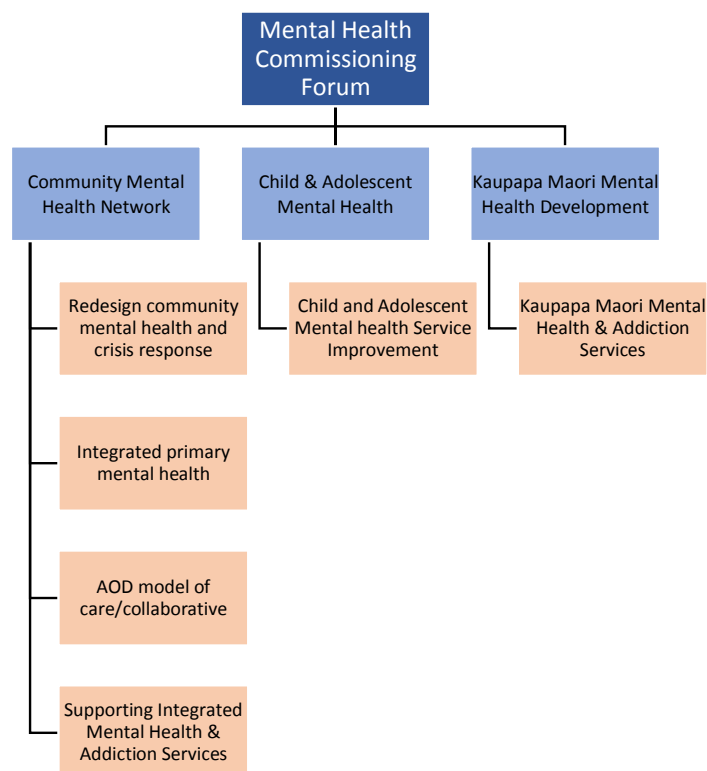 Mental Health
Commissioning
Forum
Community Mental
Health Network
Child & Adolescent
Mental Health
Kaupapa Maori Mental
Health Development
Redesign community
mental health and
crisis response
Child and Adolescent
Mental health Service
Improvement
Kaupapa Maori Mental
Health & Addiction
Services
Integrated primary
mental health
AOD model of
care/collaborative
Supporting Integrated
Mental Health &
Addiction Services